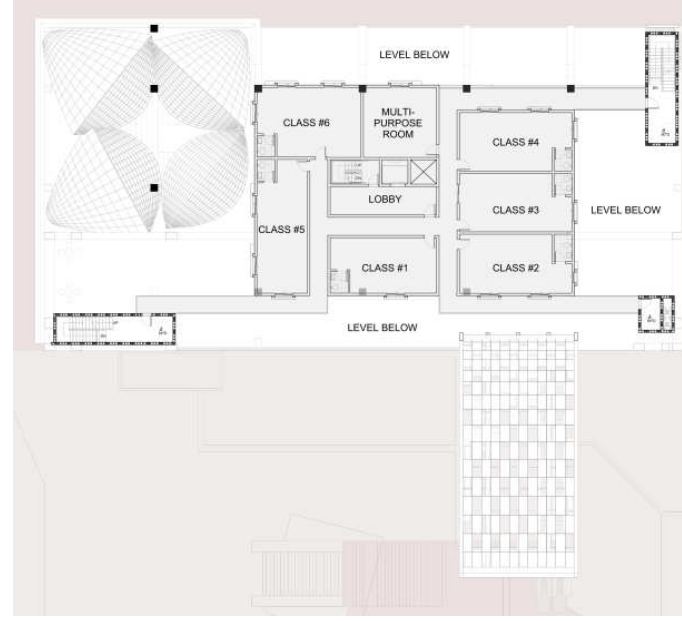 LEVEL BELOW
CLASS #6
MULTI-
PURPOSE
ROOM
CLASS #4
LOBBY
CLASS #3
LEVEL BELOW
CLASS #5
CLASS #1
CLASS #2
LEVEL BELOW